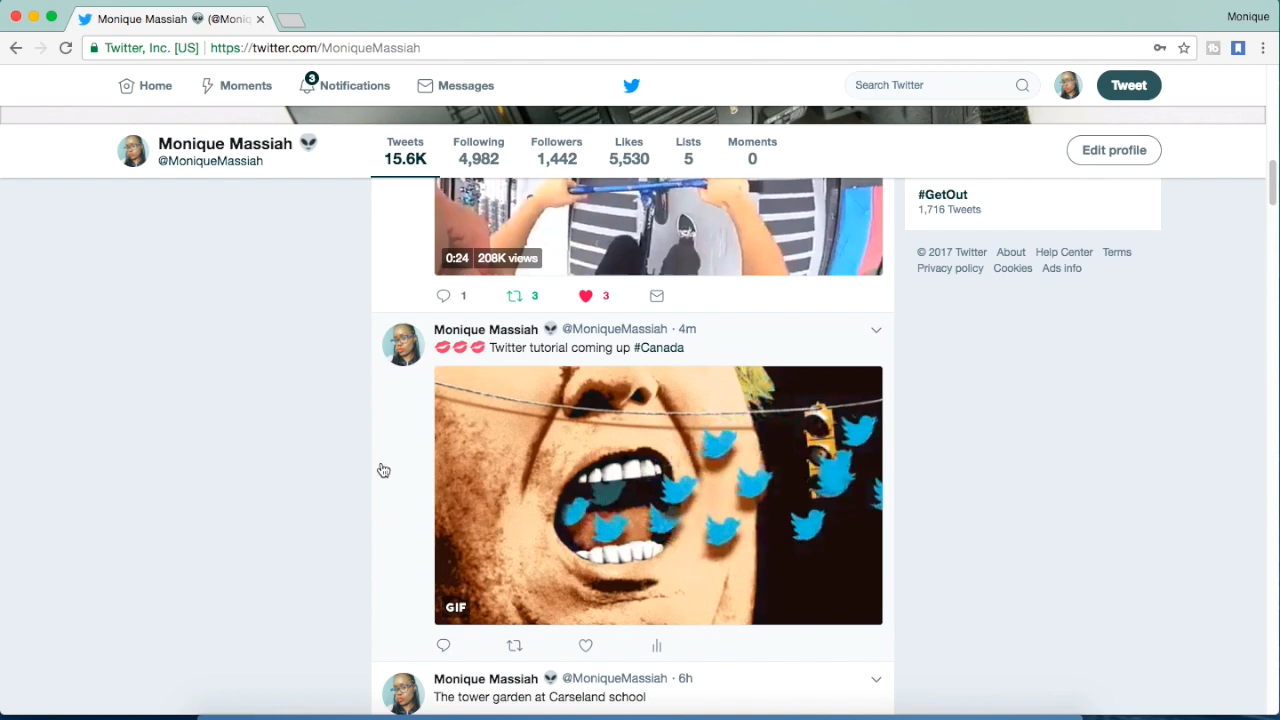 Monique Massiah 👽 (@Moniq
Monique
Twitter, Inc. [US] | https://twitter.com/MoniqueMassiah
Home
Moments
3
Notifications
Messages
Search Twitter
Tweet
Monique Massiah 👽
@MoniqueMassiah
Tweets
15.6K
Following
4,982
Followers
1,442
Likes
5,530
Lists
5
Moments
0
Edit profile
#GetOut
1,716 Tweets
© 2017 Twitter About Help Center Terms
Privacy policy Cookies Ads info
0:24 208K views
1 3 3
Monique Massiah 👽 @MoniqueMassiah · 4m
💋💋💋 Twitter tutorial coming up #Canada
GIF
Monique Massiah 👽 @MoniqueMassiah · 6h
The tower garden at Carseland school